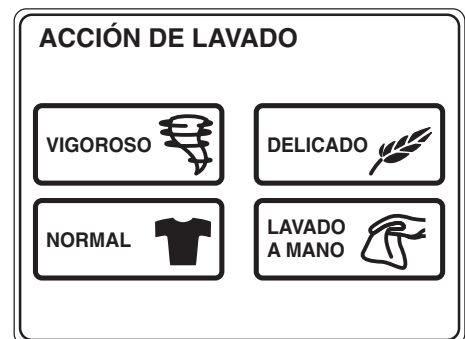 ACCIÓN DE LAVADO
VIGOROSO
DELICADO
NORMAL
LAVADO
A MANO